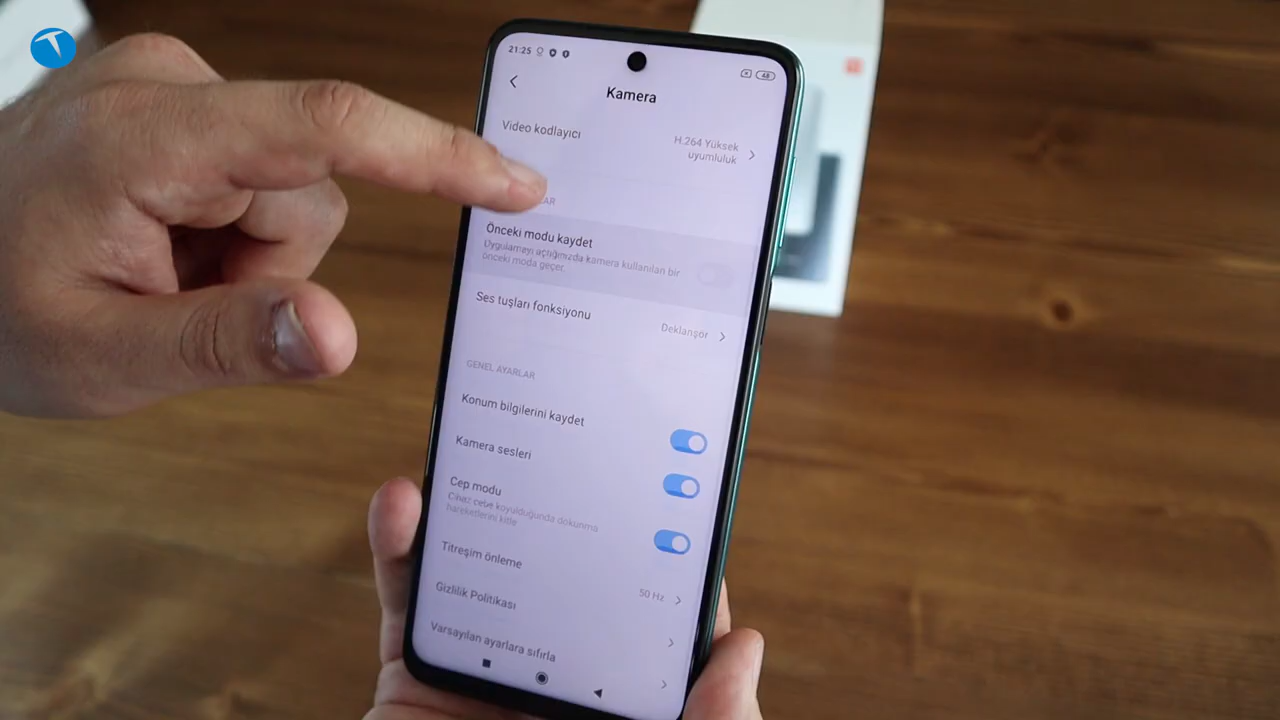 21:25
48
Kamera
Video kodlayıcı
H.264 Yüksek
uyumluluk
LAR
Önceki modu kaydet
Uygulamayı açtığınızda kamera kullanılan bir
önceki moda geçer.
Ses tuşları fonksiyonu
Deklanşör
GENEL AYARLAR
Konum bilgilerini kaydet
Kamera sesleri
Cep modu
Cihaz cebe koyulduğunda dokunma
hareketlerini kitle
Titreşim önleme
50 Hz
Gizlilik Politikası
Varsayılan ayarlara sıfırla